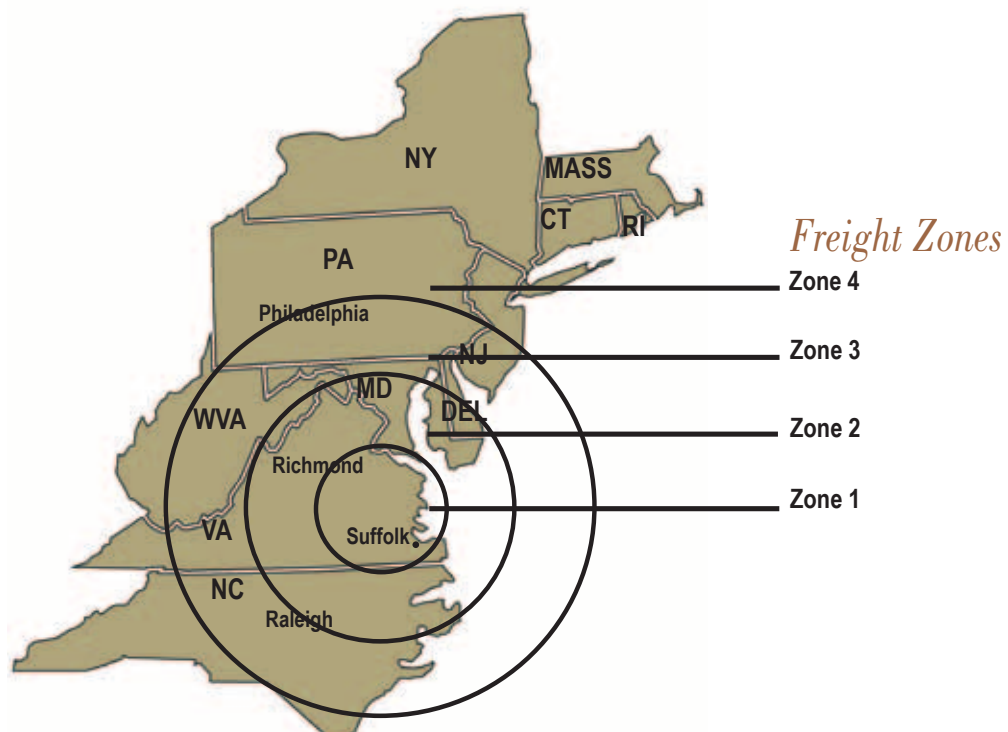 NY
MASS
CT
RI
Freight Zones
PA
Zone 4
Philadelphia
Zone 3
NJ
MD
WVA
DEL
Zone 2
Richmond
Zone 1
VA
Suffolk
NC
Raleigh